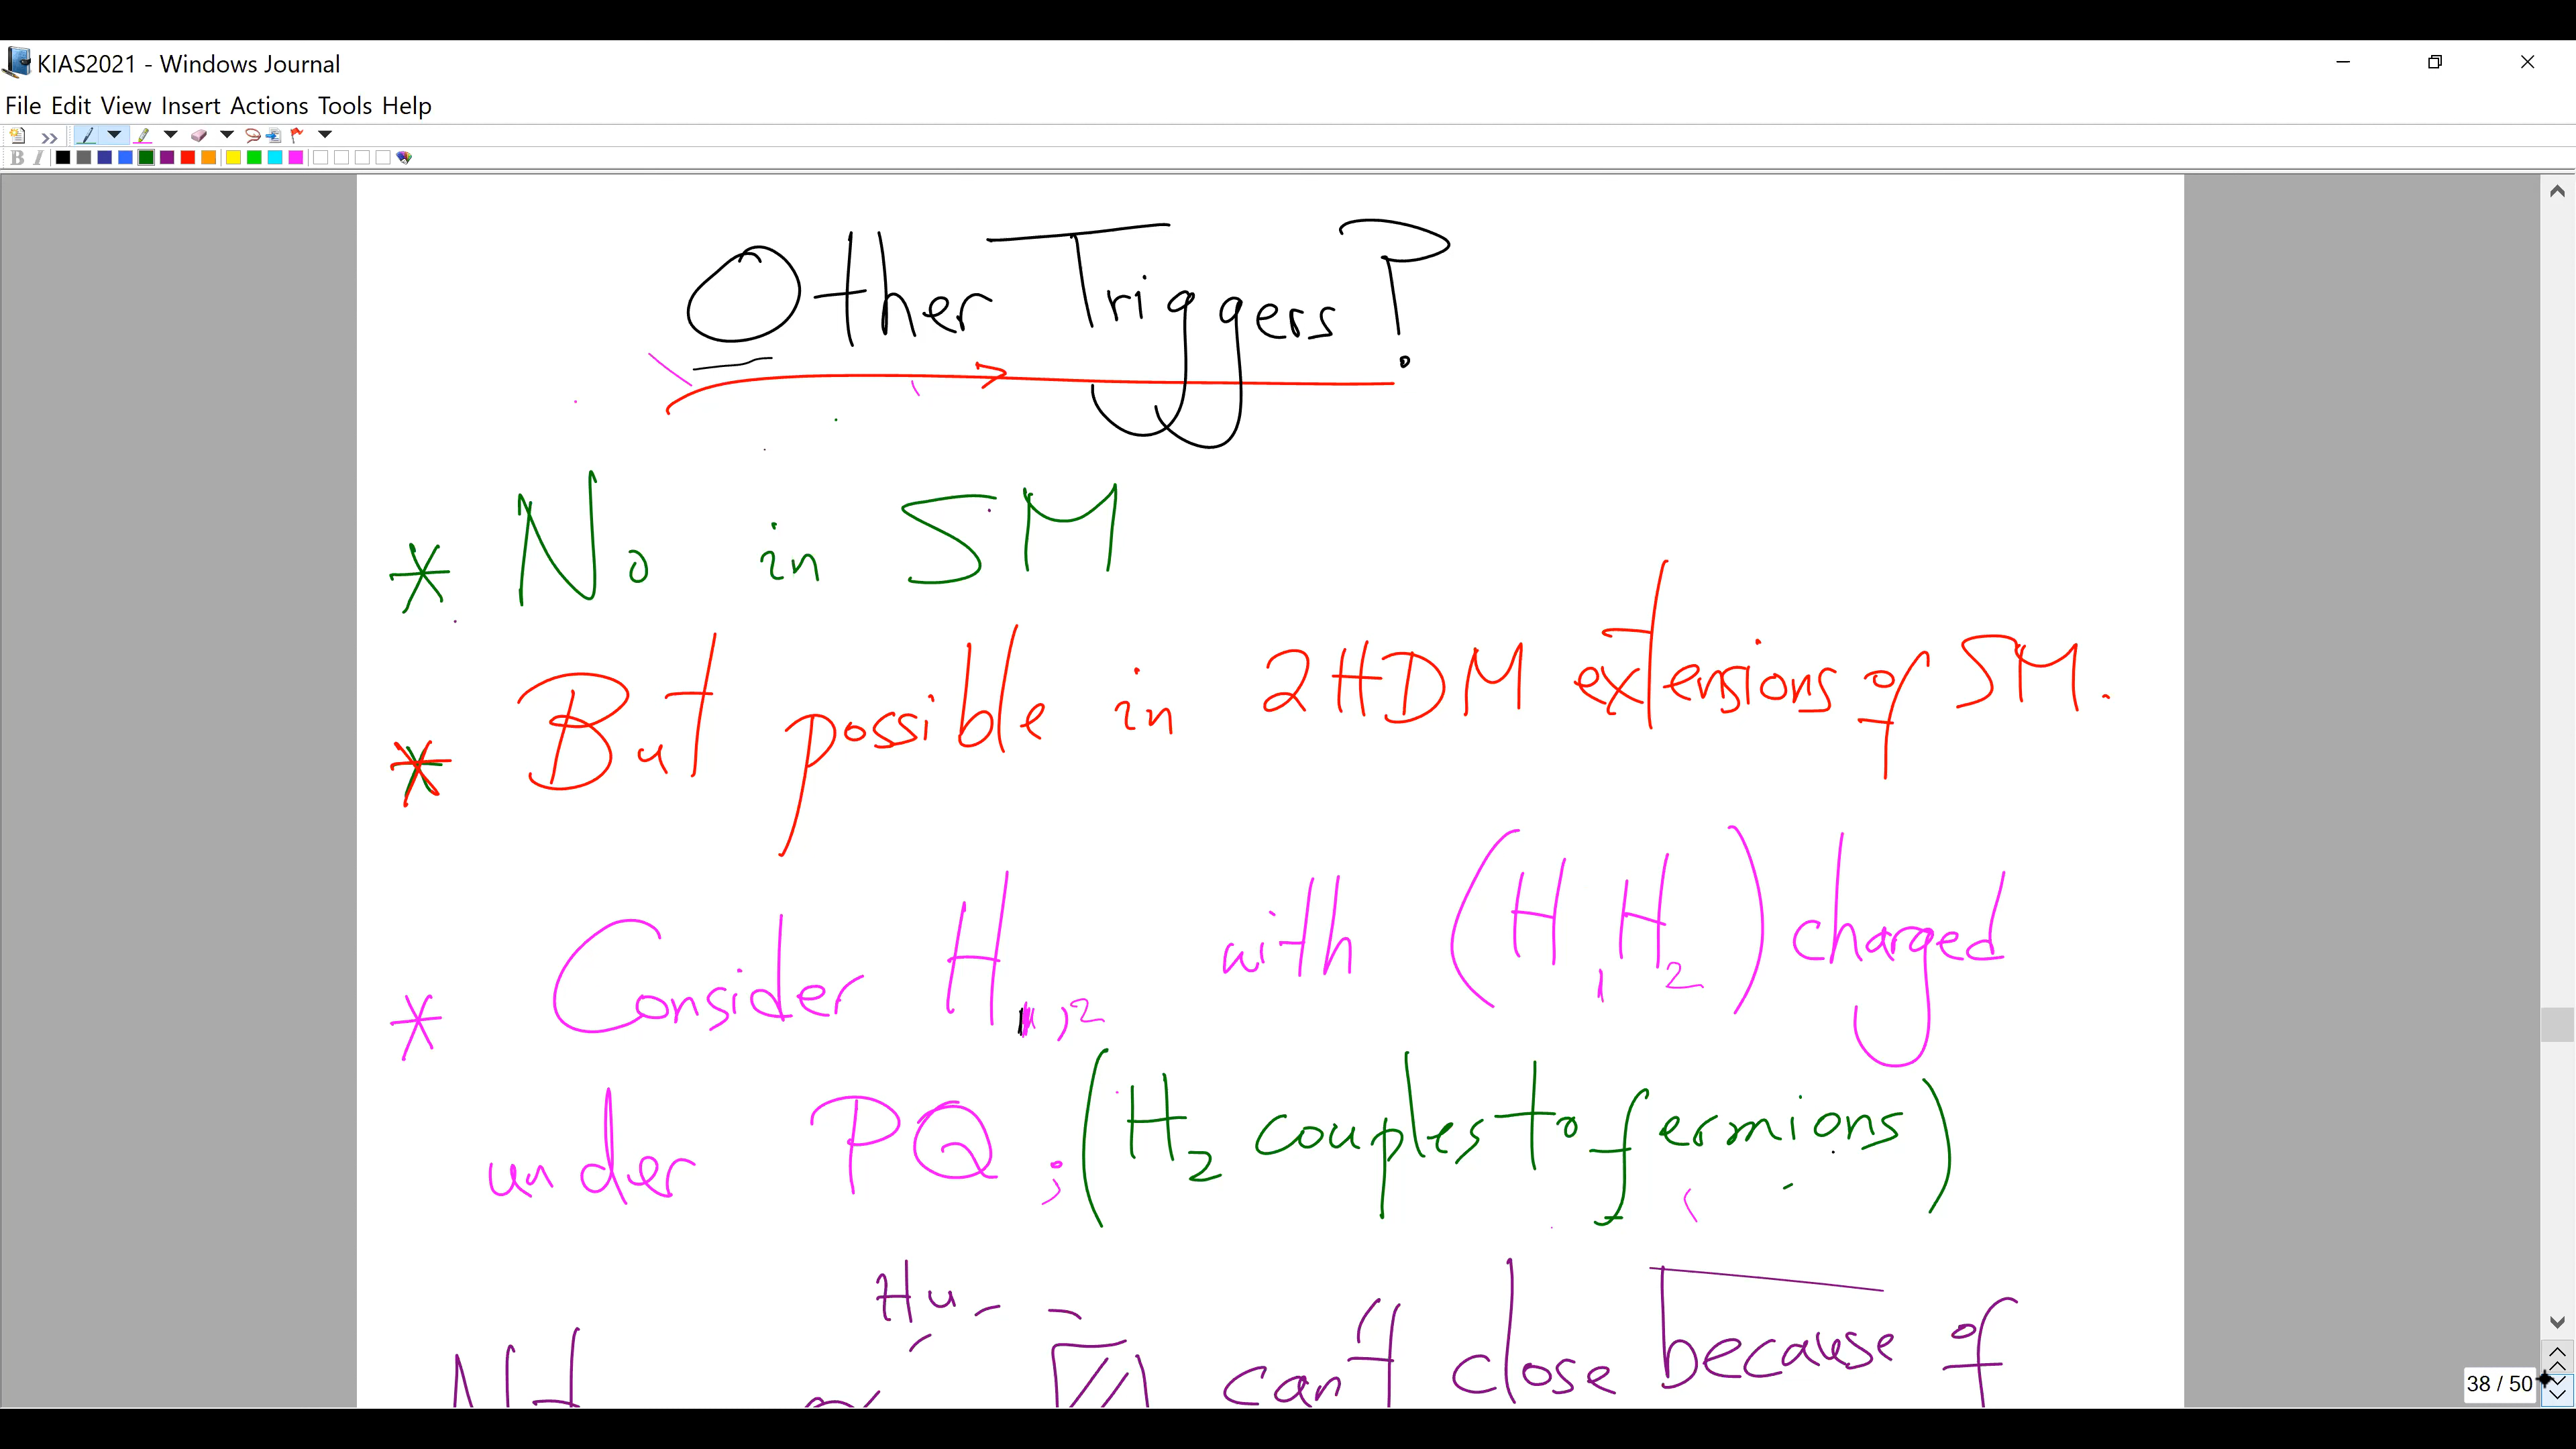 KIAS2021 - Windows Journal
File Edit View Insert Actions Tools Help
B I
Other Triggers?
* No in SM
* But possible in 2HDM extensions of SM.
* Consider H1,2 with (H1H2) charged
under PQ; (H2 couples to fermions)
Hu
can't close because of
38 / 50